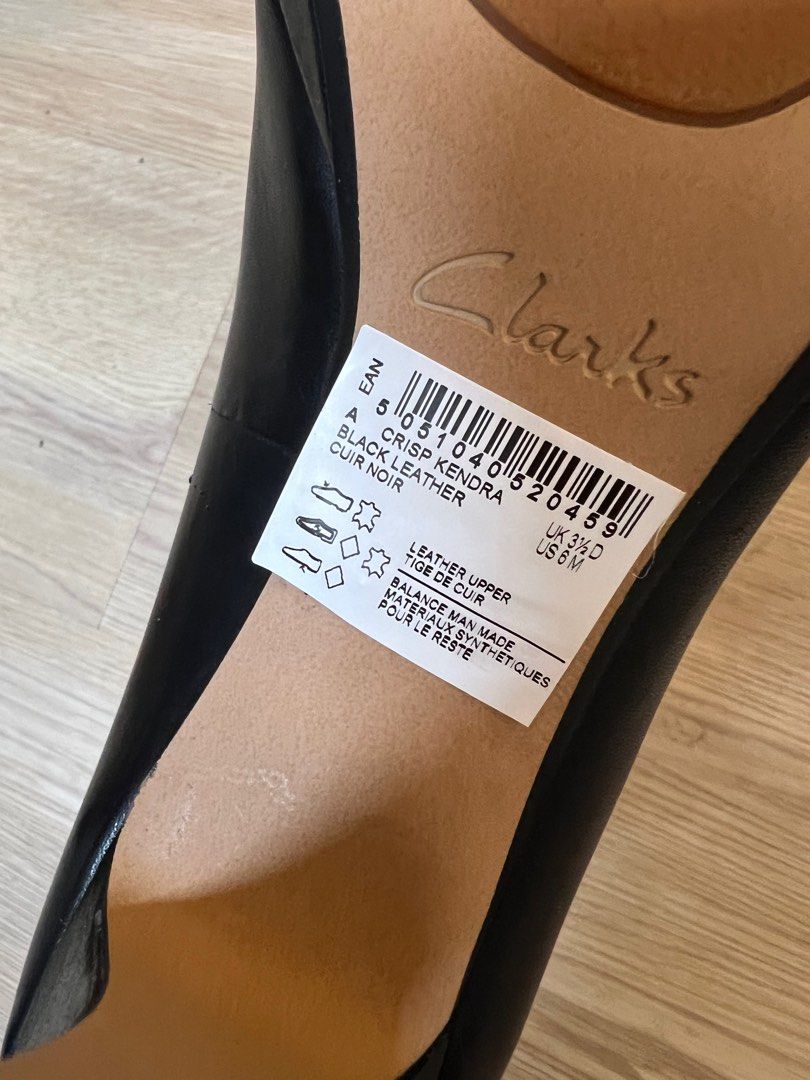 Clarks
EAN
5 051040 520459
A CRISP KENDRA
BLACK LEATHER
CUIR NOIR
UK 3½ D
US 6 M
LEATHER UPPER
TIGE DE CUIR
BALANCE MAN MADE
MATERIAUX SYNTHETIQUES
POUR LE RESTE